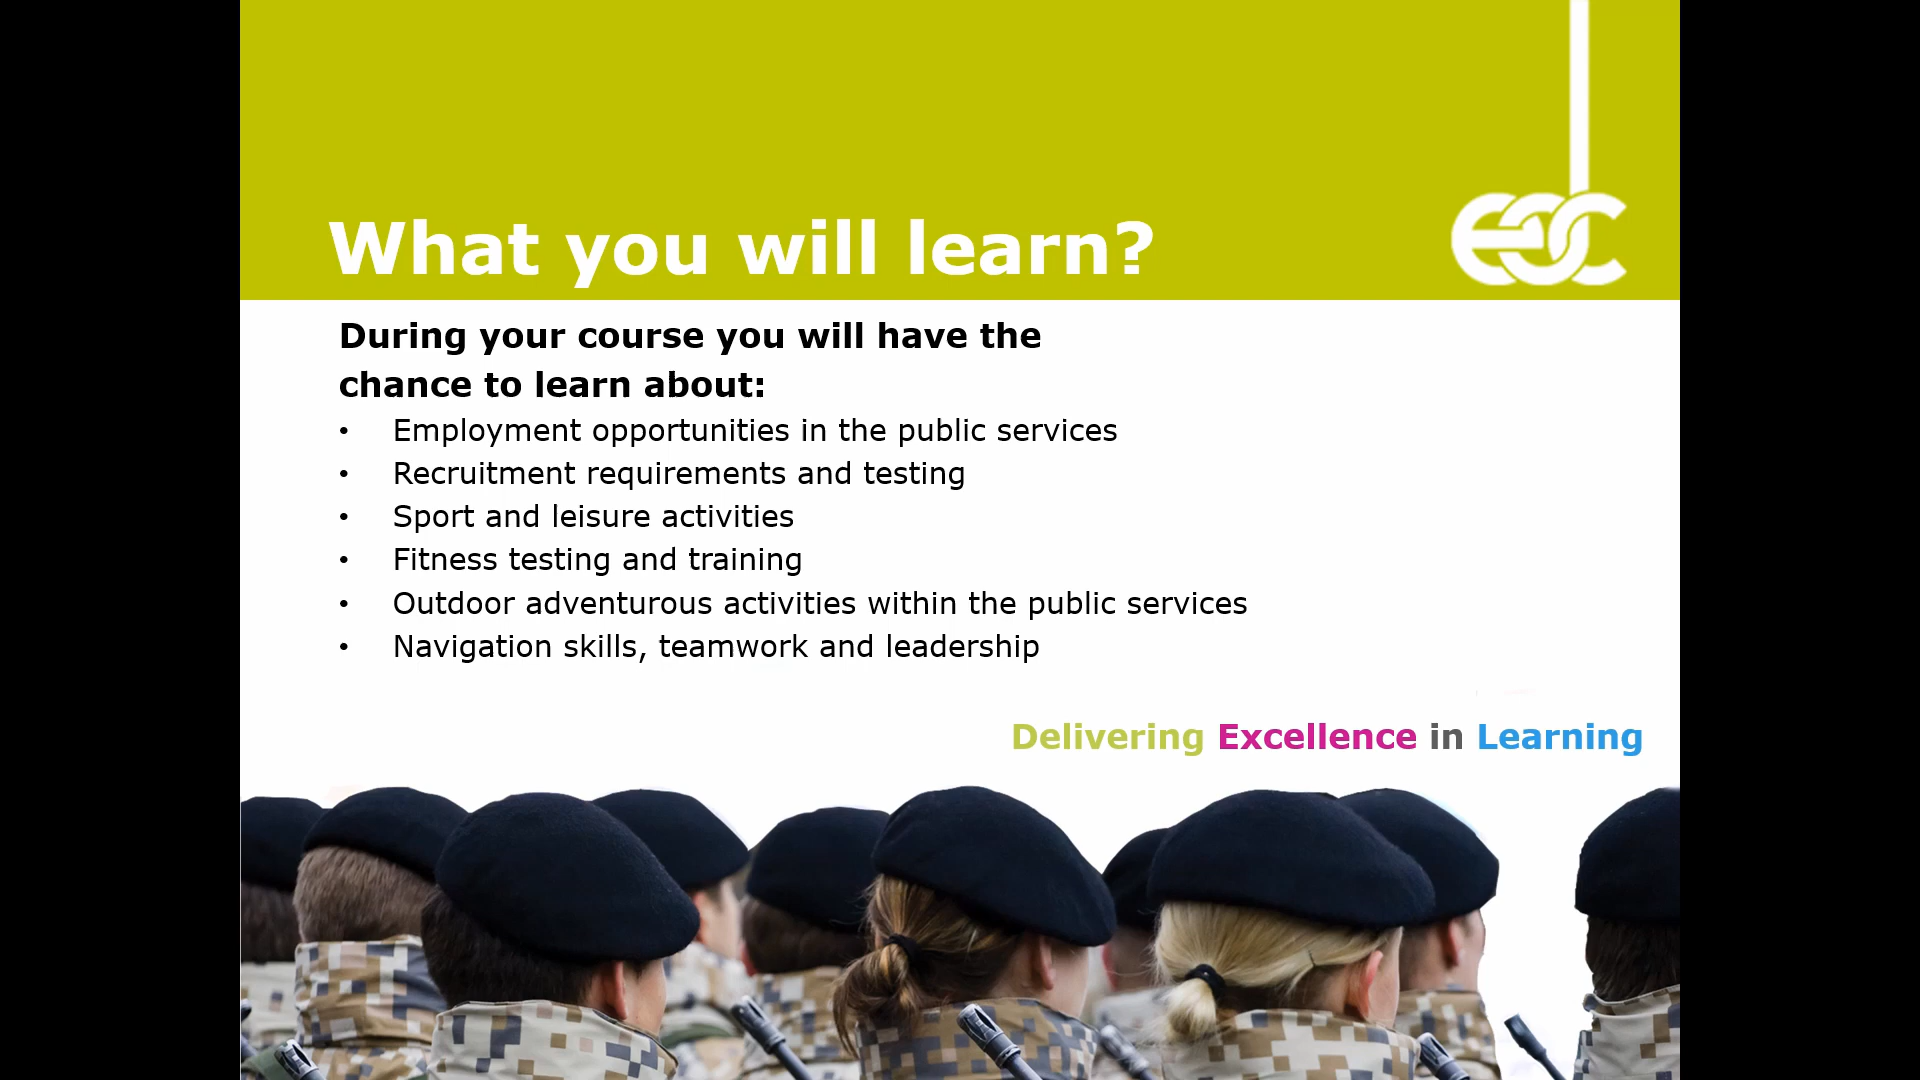 What you will learn?
eoc
During your course you will have the
chance to learn about:
• Employment opportunities in the public services
• Recruitment requirements and testing
• Sport and leisure activities
• Fitness testing and training
• Outdoor adventurous activities within the public services
• Navigation skills, teamwork and leadership
Delivering Excellence in Learning